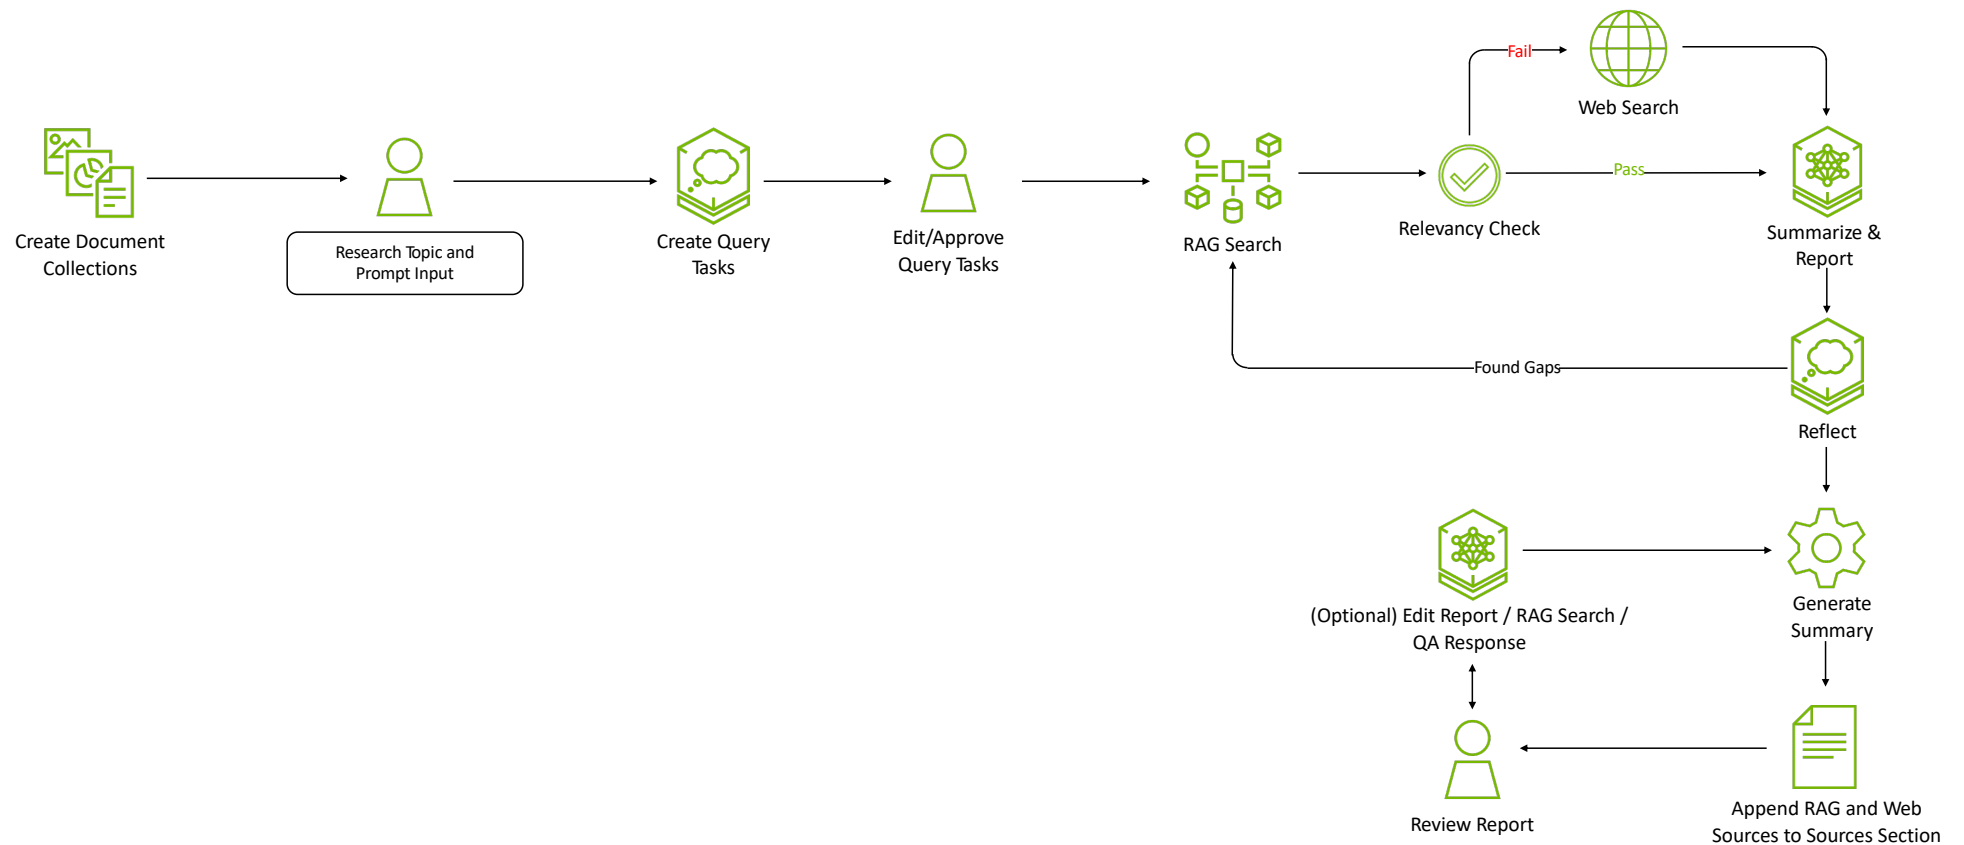 Fail
Web Search
Create Document
Collections
Research Topic and
Prompt Input
Create Query
Tasks
Edit/Approve
Query Tasks
RAG Search
Relevancy Check
Pass
Summarize &
Report
Found Gaps
Reflect
(Optional) Edit Report / RAG Search /
QA Response
Generate
Summary
Review Report
Append RAG and Web
Sources to Sources Section